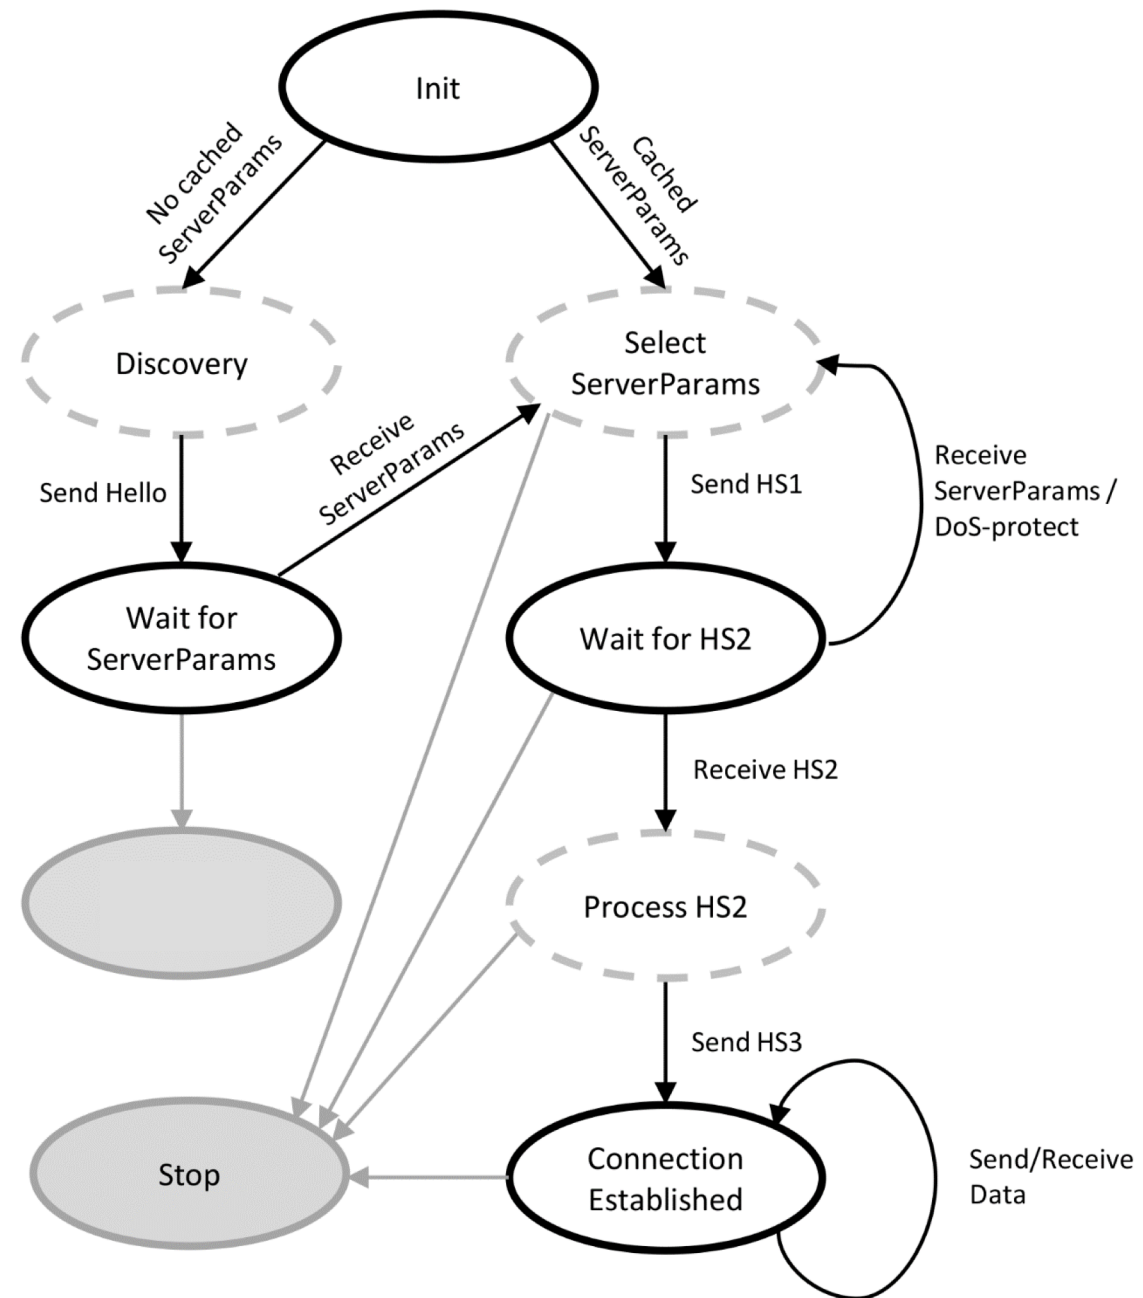 Init
No cached
ServerParams
Cached
ServerParams
Discovery
Select
ServerParams
Send Hello
Receive
ServerParams
Send HS1
Receive
ServerParams /
DoS-protect
Wait for
ServerParams
Wait for HS2
Receive HS2
Process HS2
Send HS3
Stop
Connection
Established
Send/Receive
Data